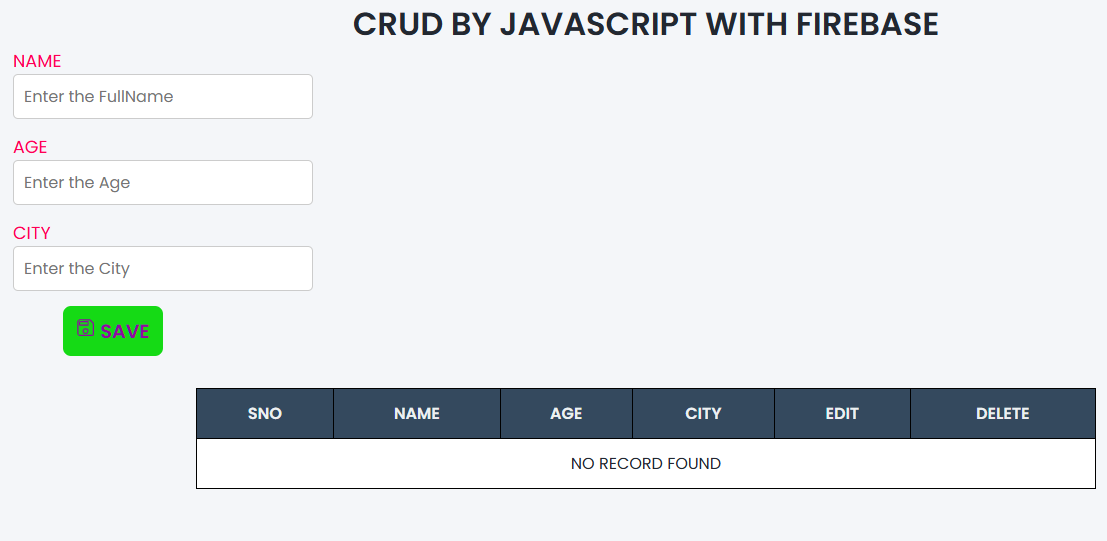 CRUD BY JAVASCRIPT WITH FIREBASE
NAME
Enter the FullName
AGE
Enter the Age
CITY
Enter the City
SAVE
SNO NAME AGE CITY EDIT DELETE
NO RECORD FOUND